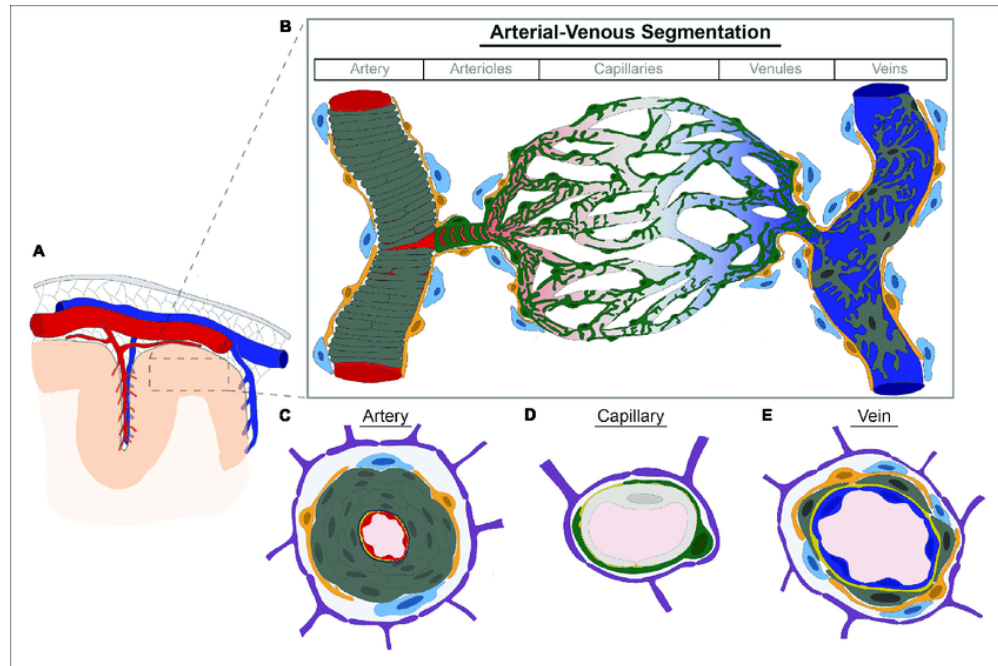 B
Arterial-Venous Segmentation
Artery Arterioles Capillaries Venules Veins
A
C Artery
D Capillary
E Vein